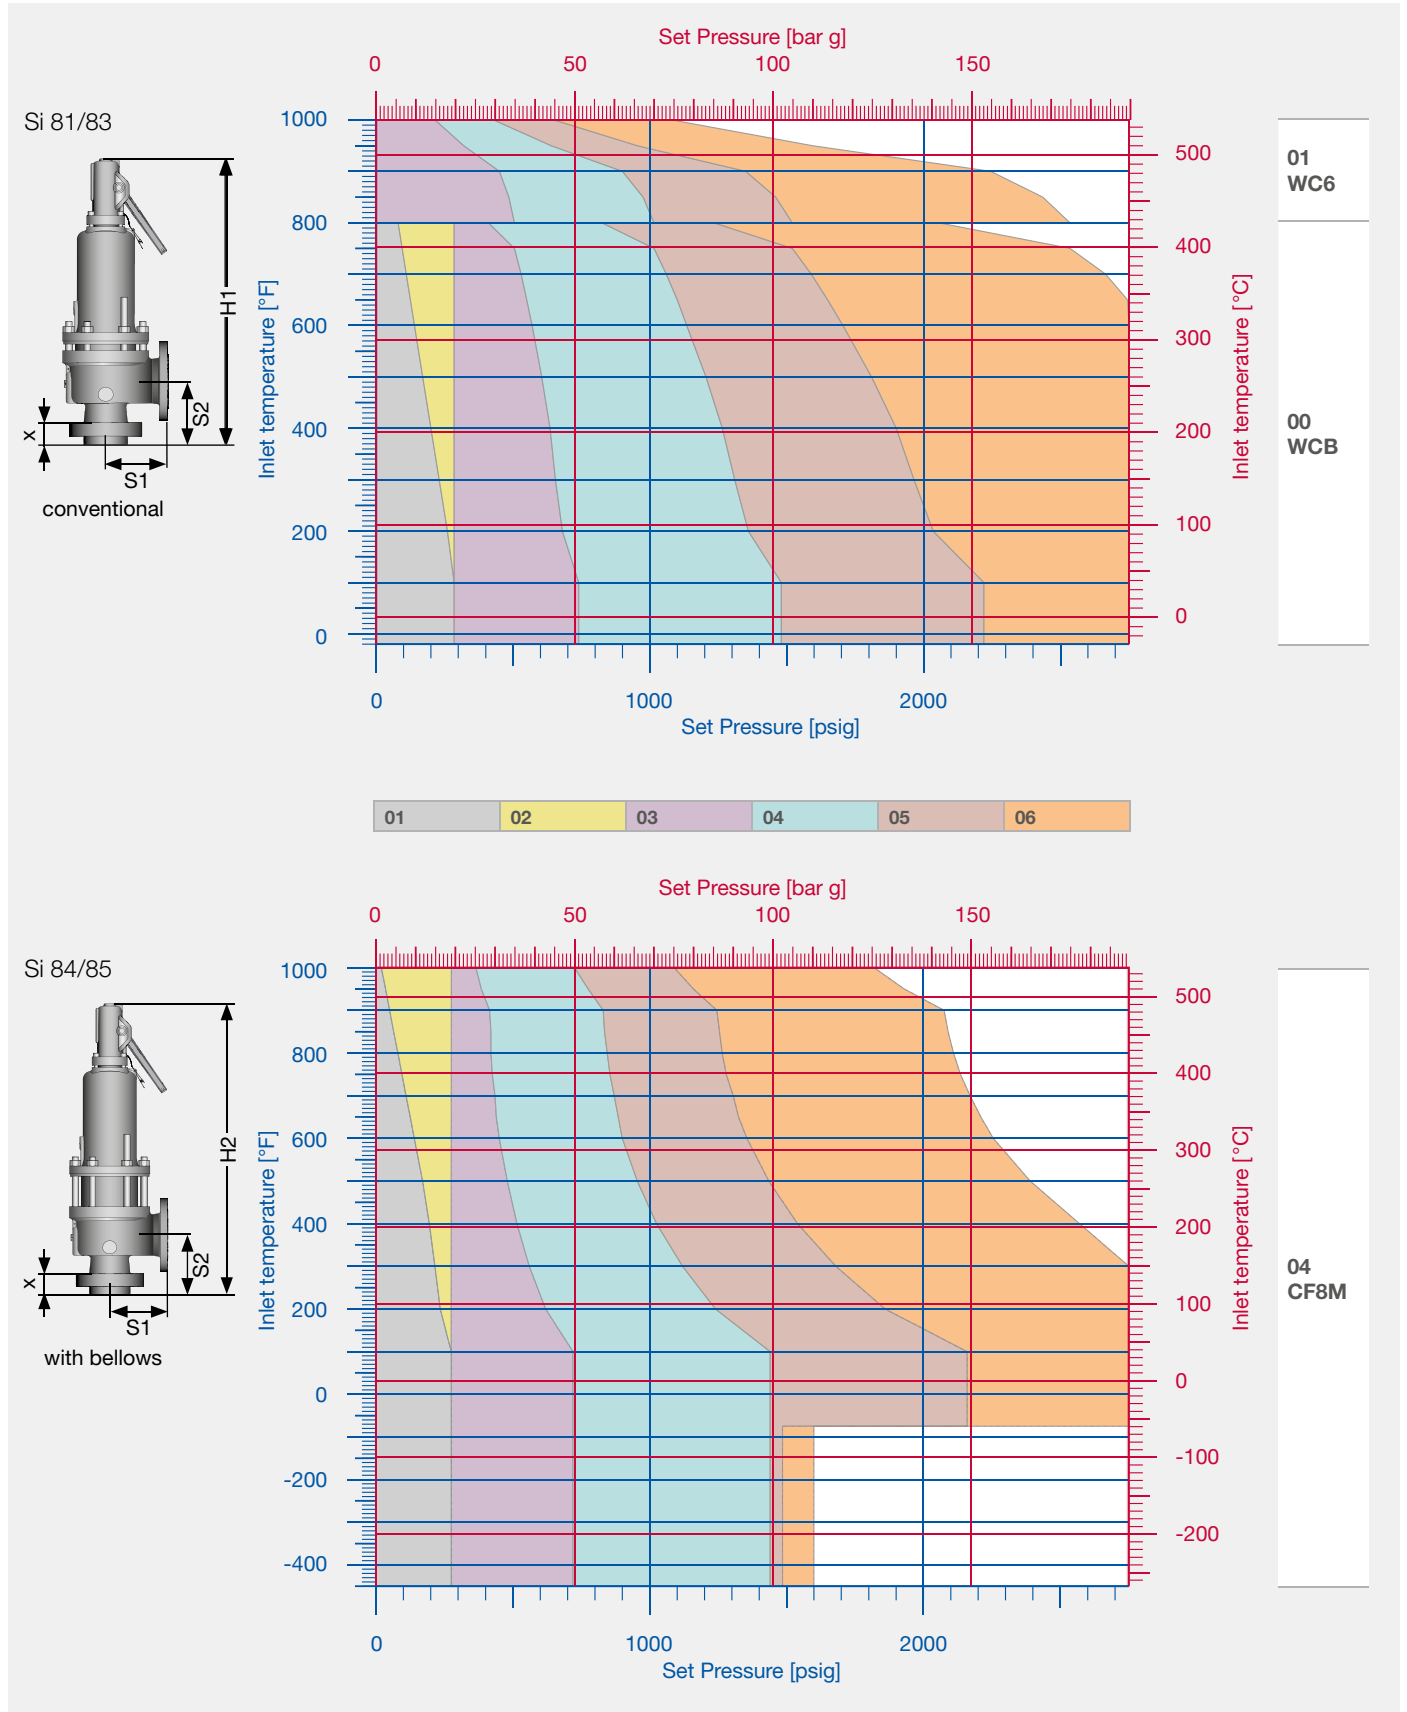 Set Pressure [bar g]
0 50 100 150
Si 81/83
1000
800
600
400
200
0
Inlet temperature [°F]
500
400
300
200
100
0
Inlet temperature [°C]
01
WC6
00
WCB
H1
S2
x
S1
conventional
0 1000 2000
Set Pressure [psig]
01 02 03 04 05 06
Set Pressure [bar g]
0 50 100 150
Si 84/85
1000
800
600
400
200
0
-200
-400
Inlet temperature [°F]
500
400
300
200
100
0
-100
-200
Inlet temperature [°C]
04
CF8M
H2
S2
x
S1
with bellows
0 1000 2000
Set Pressure [psig]